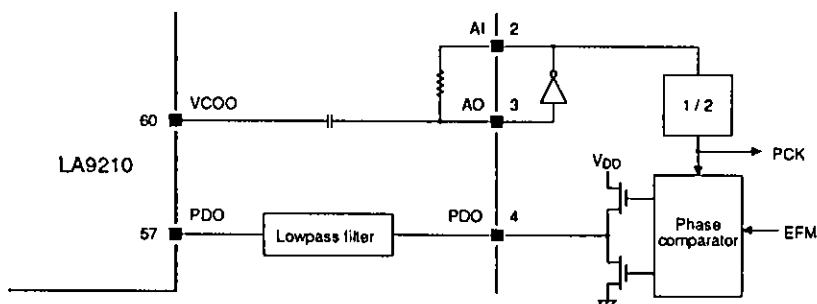 AI 2
VCOO
AO 3
60
1 / 2
LA9210
PCK
VDD
PDO
PDO 4
57
Lowpass filter
Phase
comparator
EFM